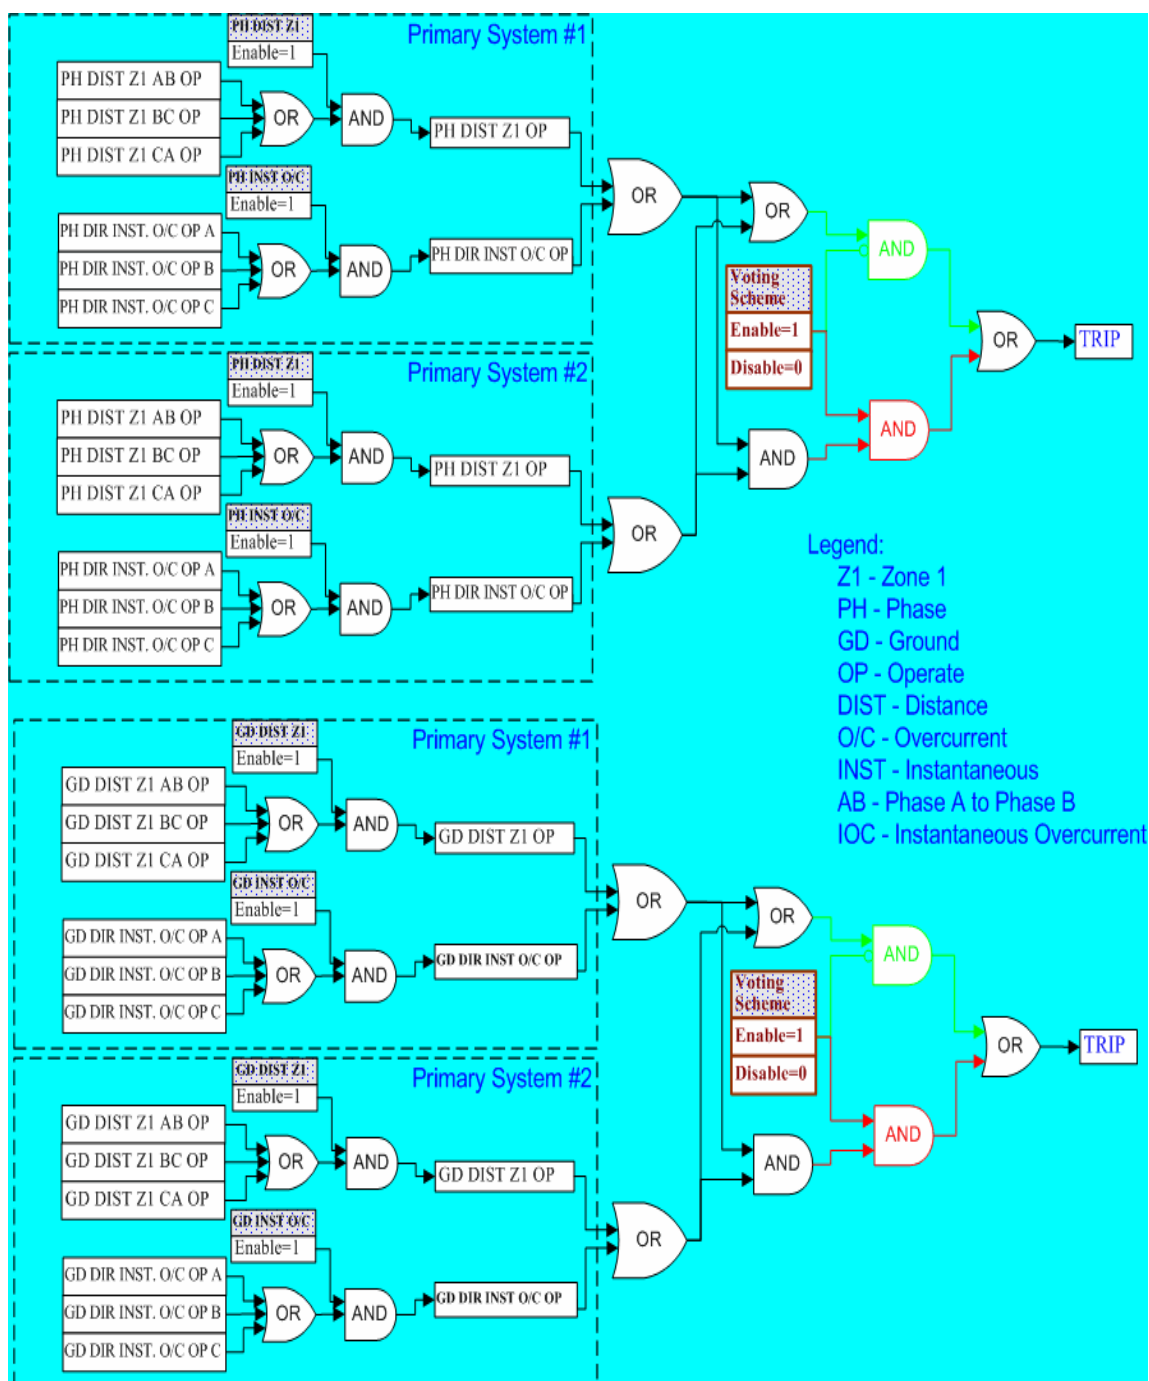 PH DIST Z1
Enable=1
Primary System #1
PH DIST Z1 AB OP
PH DIST Z1 BC OP
PH DIST Z1 CA OP
OR
AND
PH DIST Z1 OP
PH INST O/C
Enable=1
PH DIR INST. O/C OP A
PH DIR INST. O/C OP B
PH DIR INST. O/C OP C
OR
AND
PH DIR INST O/C OP
OR
OR
AND
Voting
Scheme
Enable=1
Disable=0
OR
TRIP
PH DIST Z1
Enable=1
Primary System #2
PH DIST Z1 AB OP
PH DIST Z1 BC OP
PH DIST Z1 CA OP
OR
AND
PH DIST Z1 OP
PH INST O/C
Enable=1
PH DIR INST. O/C OP A
PH DIR INST. O/C OP B
PH DIR INST. O/C OP C
OR
AND
PH DIR INST O/C OP
OR
AND
AND
Legend:
Z1 - Zone 1
PH - Phase
GD - Ground
OP - Operate
DIST - Distance
O/C - Overcurrent
INST - Instantaneous
AB - Phase A to Phase B
IOC - Instantaneous Overcurrent
GD DIST Z1
Enable=1
Primary System #1
GD DIST Z1 AB OP
GD DIST Z1 BC OP
GD DIST Z1 CA OP
OR
AND
GD DIST Z1 OP
GD INST O/C
Enable=1
GD DIR INST. O/C OP A
GD DIR INST. O/C OP B
GD DIR INST. O/C OP C
OR
AND
GD DIR INST O/C OP
OR
OR
AND
Voting
Scheme
Enable=1
Disable=0
OR
TRIP
GD DIST Z1
Enable=1
Primary System #2
GD DIST Z1 AB OP
GD DIST Z1 BC OP
GD DIST Z1 CA OP
OR
AND
GD DIST Z1 OP
GD INST O/C
Enable=1
GD DIR INST. O/C OP A
GD DIR INST. O/C OP B
GD DIR INST. O/C OP C
OR
AND
GD DIR INST O/C OP
OR
AND
AND